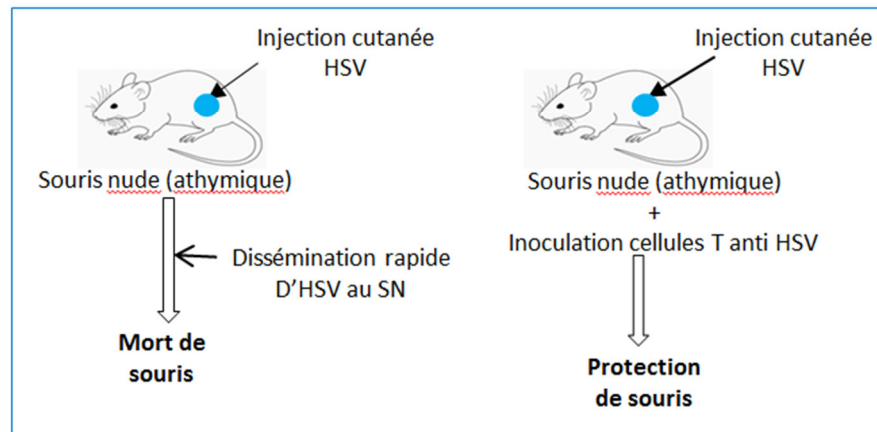 Injection cutanée
HSV
Souris nude (athymique)
Dissémination rapide
D'HSV au SN
Mort de
souris
Injection cutanée
HSV
Souris nude (athymique)
+
Inoculation cellules T anti HSV
Protection
de souris